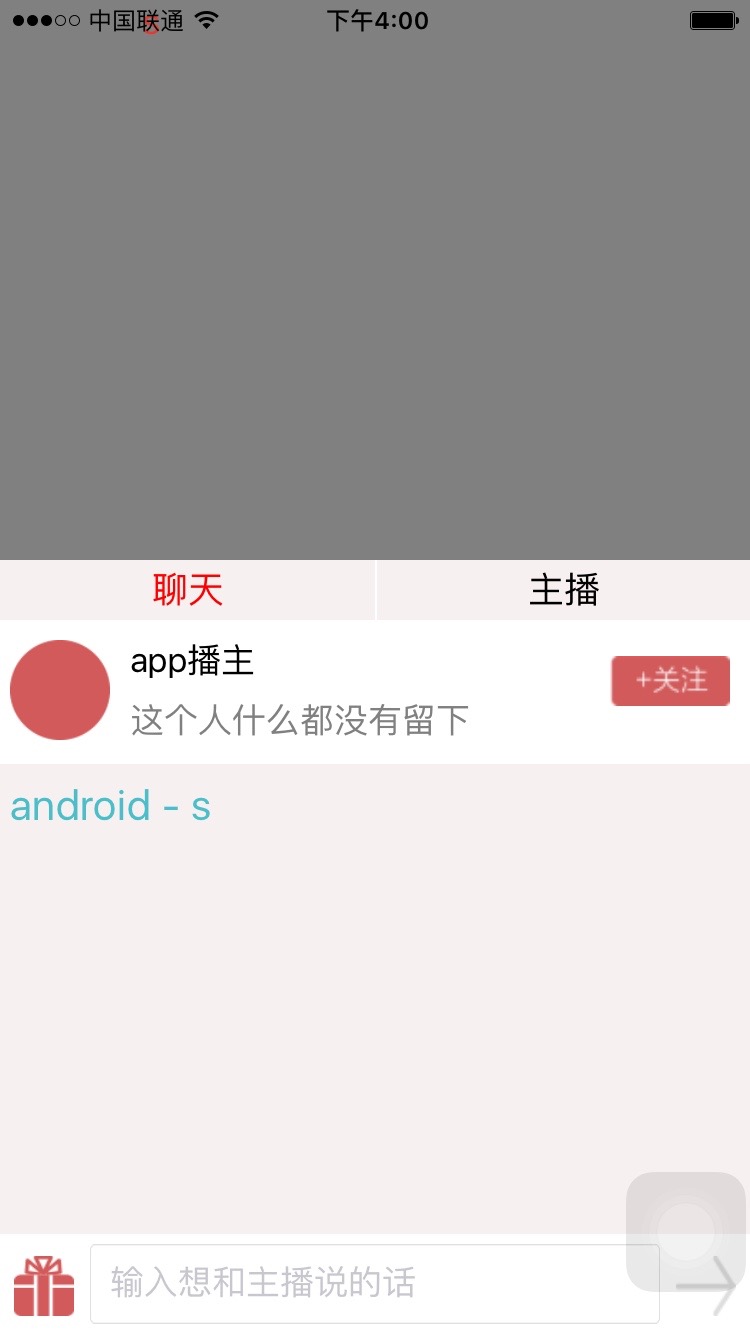 中国联通 下午4:00
聊天 主播
app播主
+关注
这个人什么都没有留下
android - s
输入想和主播说的话